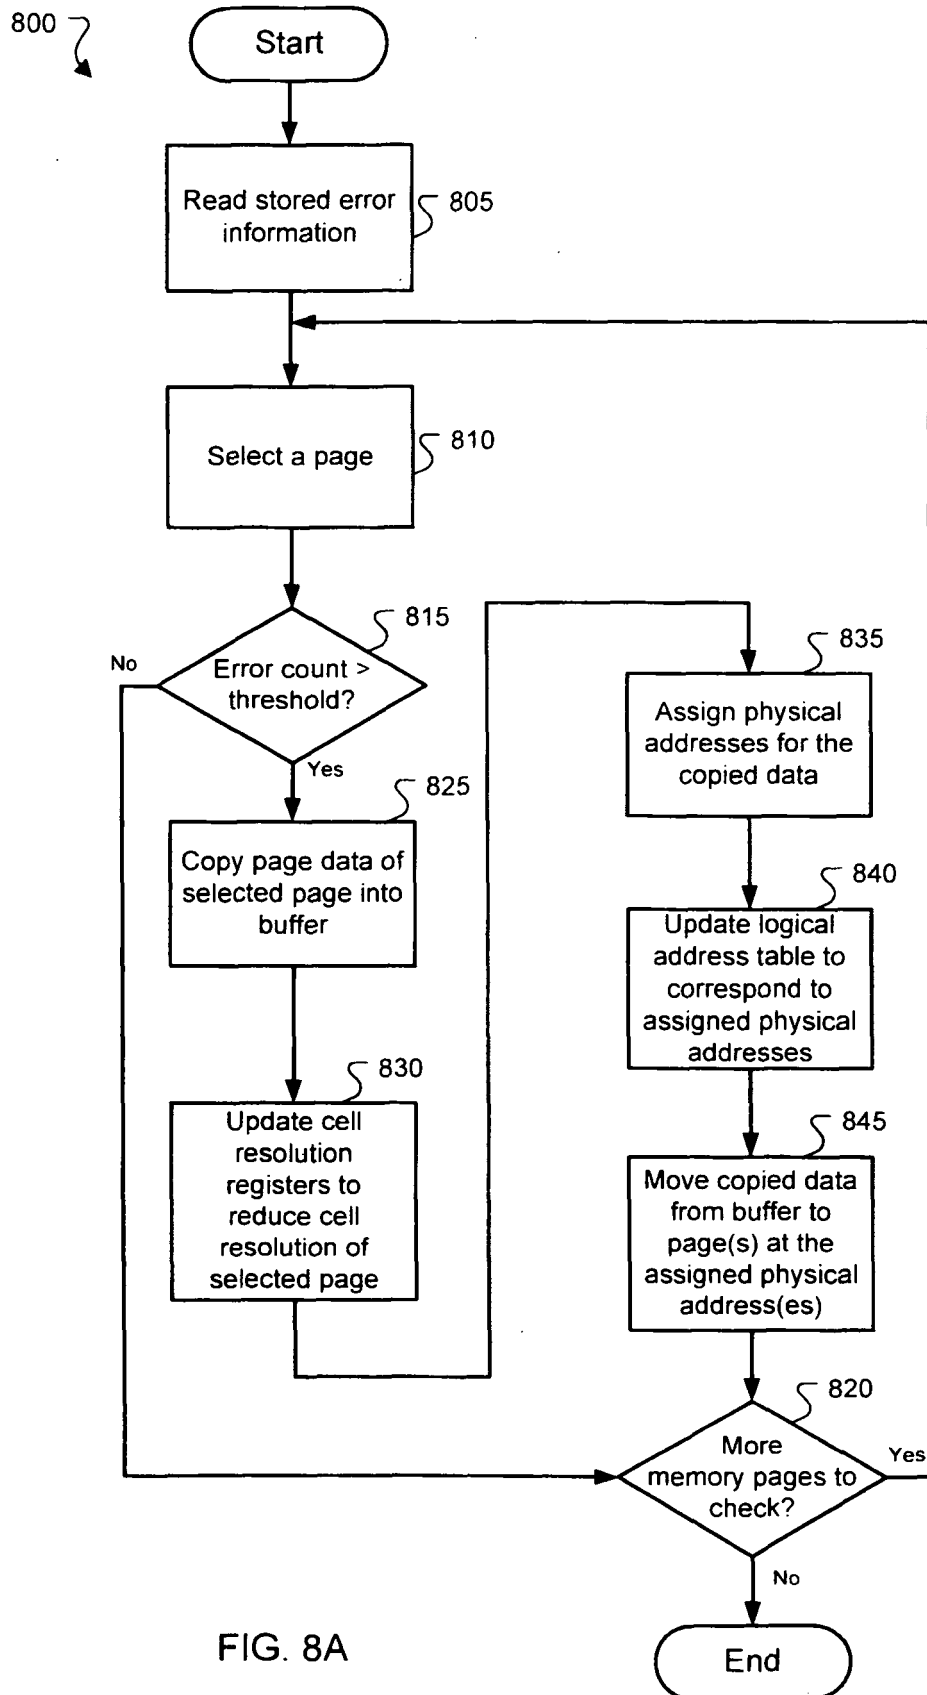 800
Start
Read stored error
information
805
Select a page
810
815
No
Error count >
threshold?
Yes
825
Copy page data of
selected page into
buffer
830
Update cell
resolution
registers to
reduce cell
resolution of
selected page
835
Assign physical
addresses for the
copied data
840
Update logical
address table to
correspond to
assigned physical
addresses
845
Move copied data
from buffer to
page(s) at the
assigned physical
address(es)
820
More
memory pages to
check?
Yes
No
End
FIG. 8A